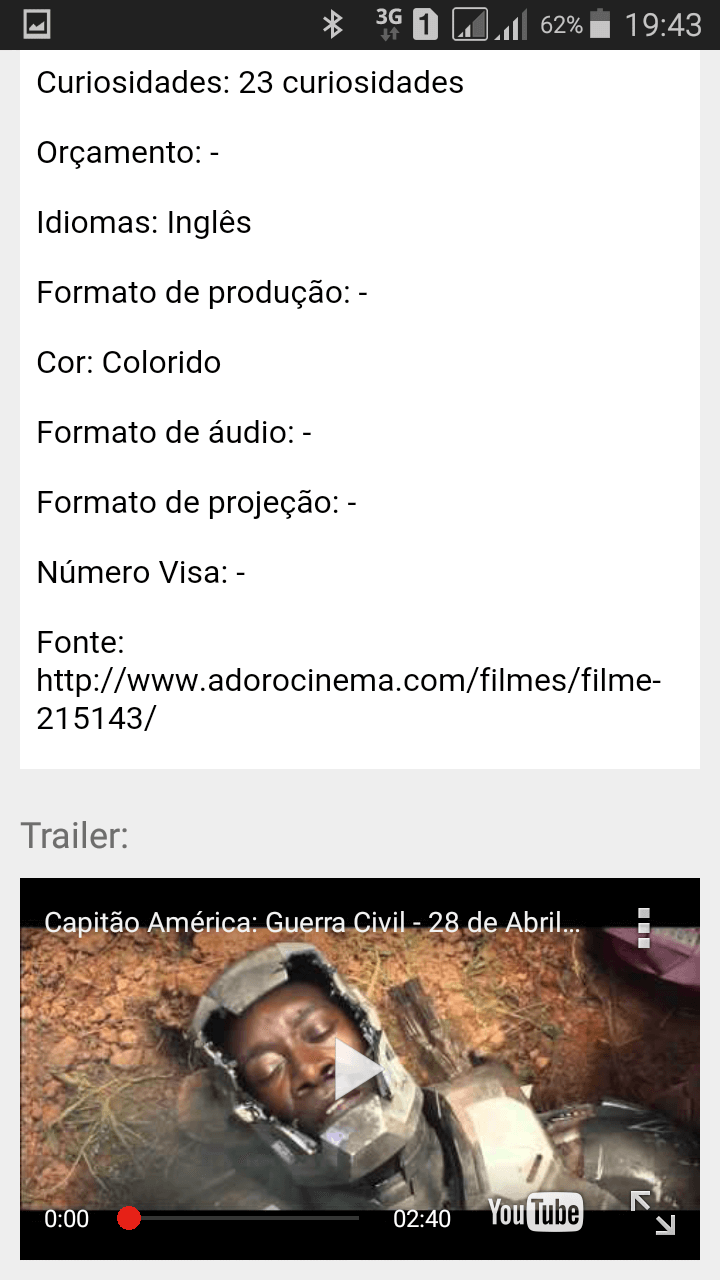 3G 1 62% 19:43
Curiosidades: 23 curiosidades
Orçamento: -
Idiomas: Inglês
Formato de produção: -
Cor: Colorido
Formato de áudio: -
Formato de projeção: -
Número Visa: -
Fonte:
http://www.adorocinema.com/filmes/filme-
215143/
Trailer:
Capitão América: Guerra Civil - 28 de Abril...
0:00 02:40 YouTube